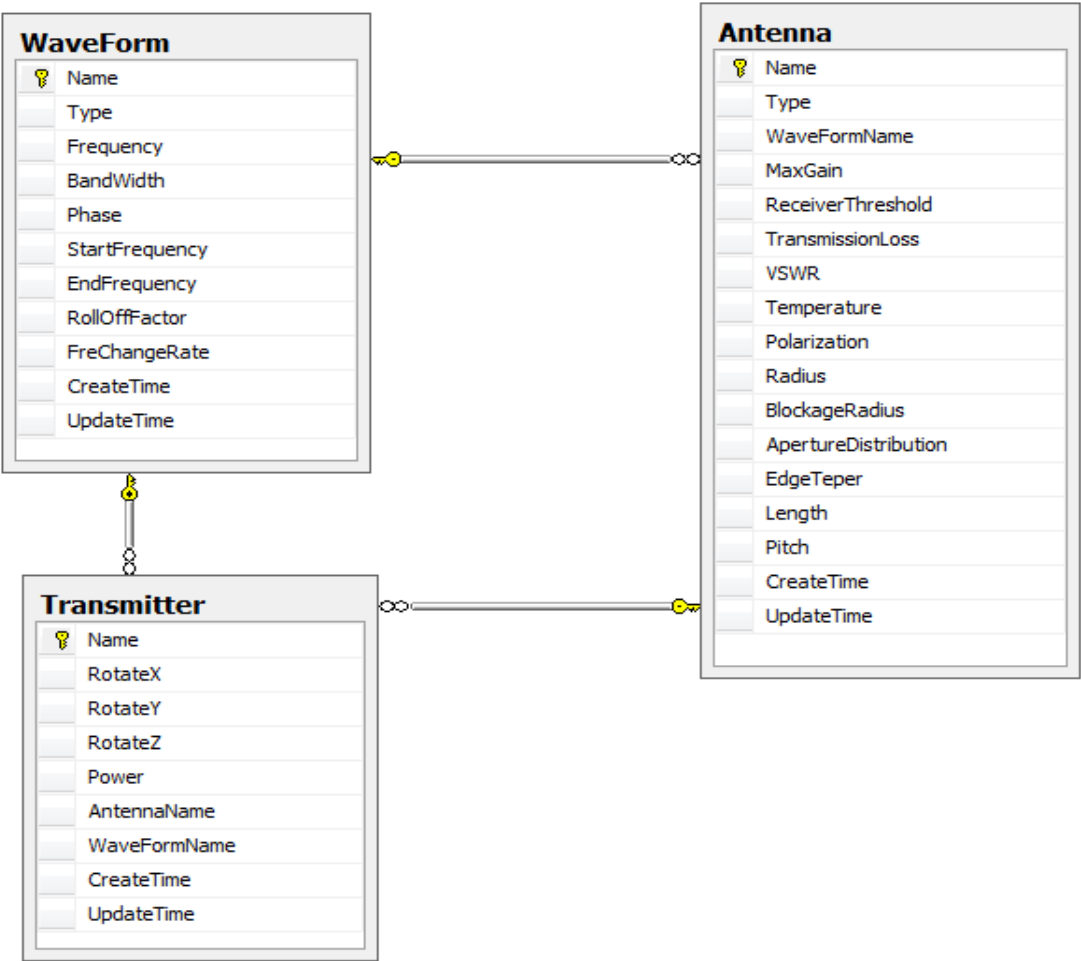 WaveForm
Name
Type
Frequency
BandWidth
Phase
StartFrequency
EndFrequency
RollOffFactor
FreChangeRate
CreateTime
UpdateTime
Antenna
Name
Type
WaveFormName
MaxGain
ReceiverThreshold
TransmissionLoss
VSWR
Temperature
Polarization
Radius
BlockageRadius
ApertureDistribution
EdgeTeper
Length
Pitch
CreateTime
UpdateTime
Transmitter
Name
RotateX
RotateY
RotateZ
Power
AntennaName
WaveFormName
CreateTime
UpdateTime